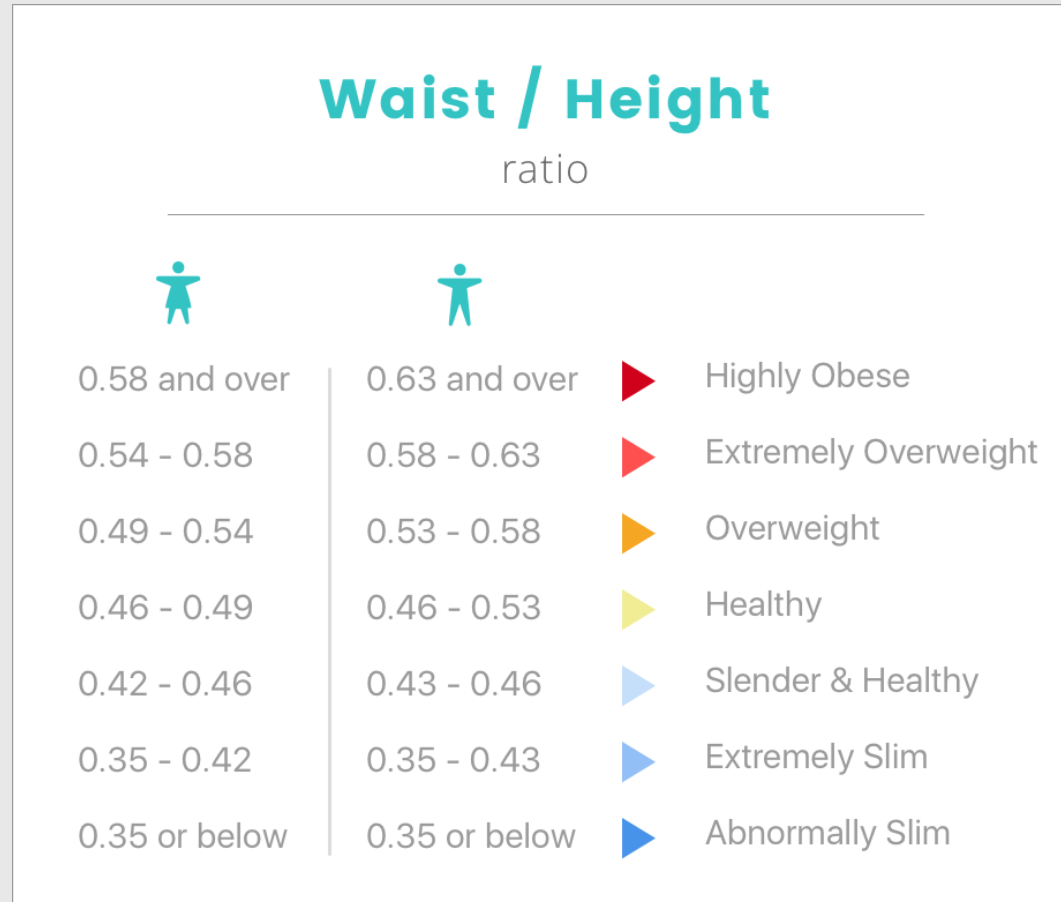 Waist / Height
ratio
0.58 and over 0.63 and over Highly Obese
0.54 - 0.58 0.58 - 0.63 Extremely Overweight
0.49 - 0.54 0.53 - 0.58 Overweight
0.46 - 0.49 0.46 - 0.53 Healthy
0.42 - 0.46 0.43 - 0.46 Slender & Healthy
0.35 - 0.42 0.35 - 0.43 Extremely Slim
0.35 or below 0.35 or below Abnormally Slim